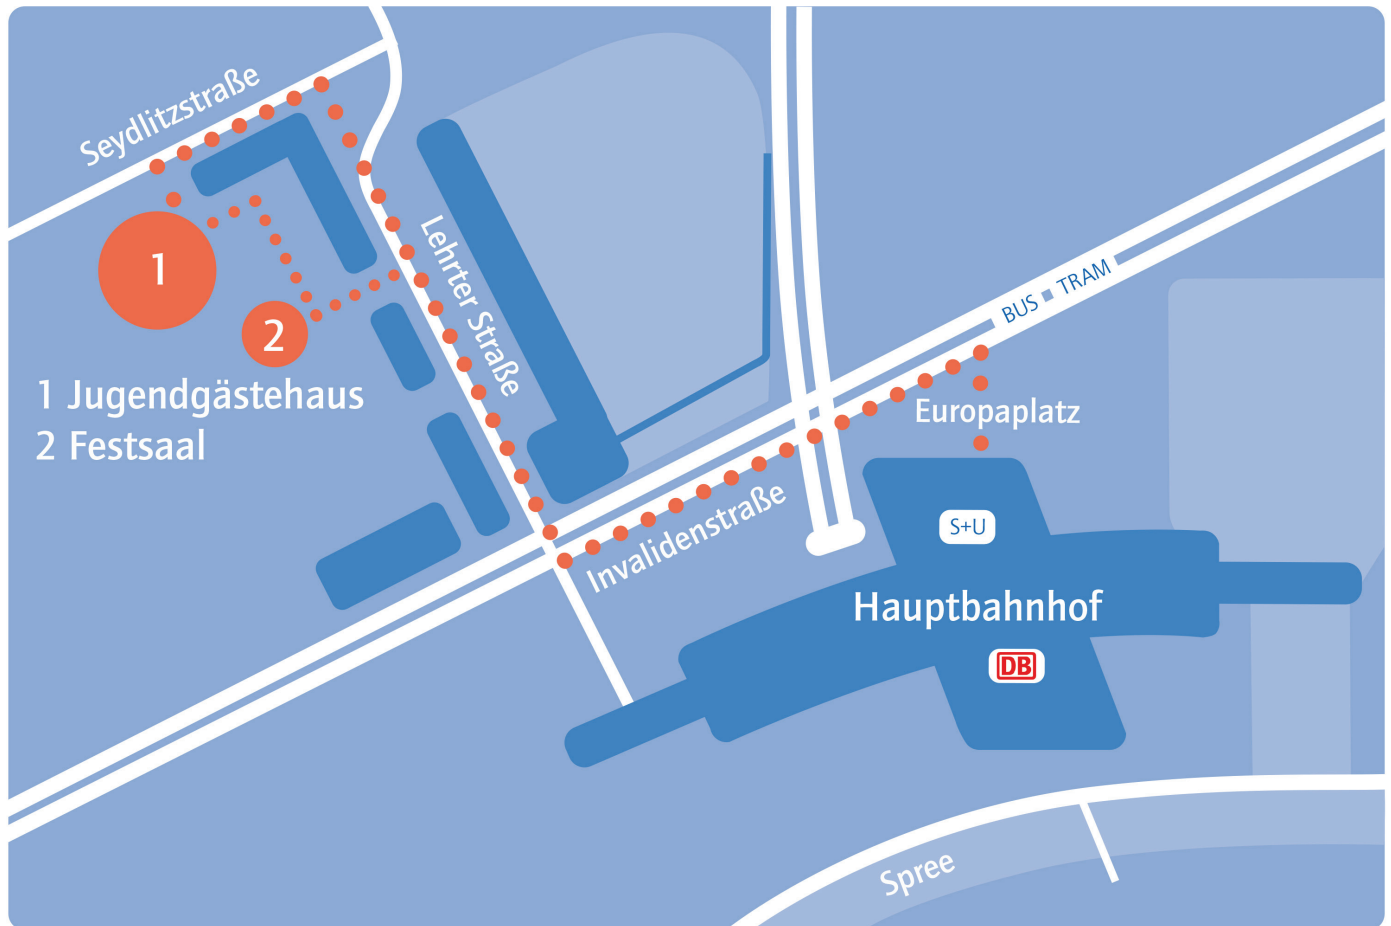 Seydlitzstraße
Lehrter Straße
1
2
1 Jugendgästehaus
2 Festsaal
BUS ▪ TRAM
Europaplatz
Invalidenstraße
S+U
Hauptbahnhof
DB
Spree